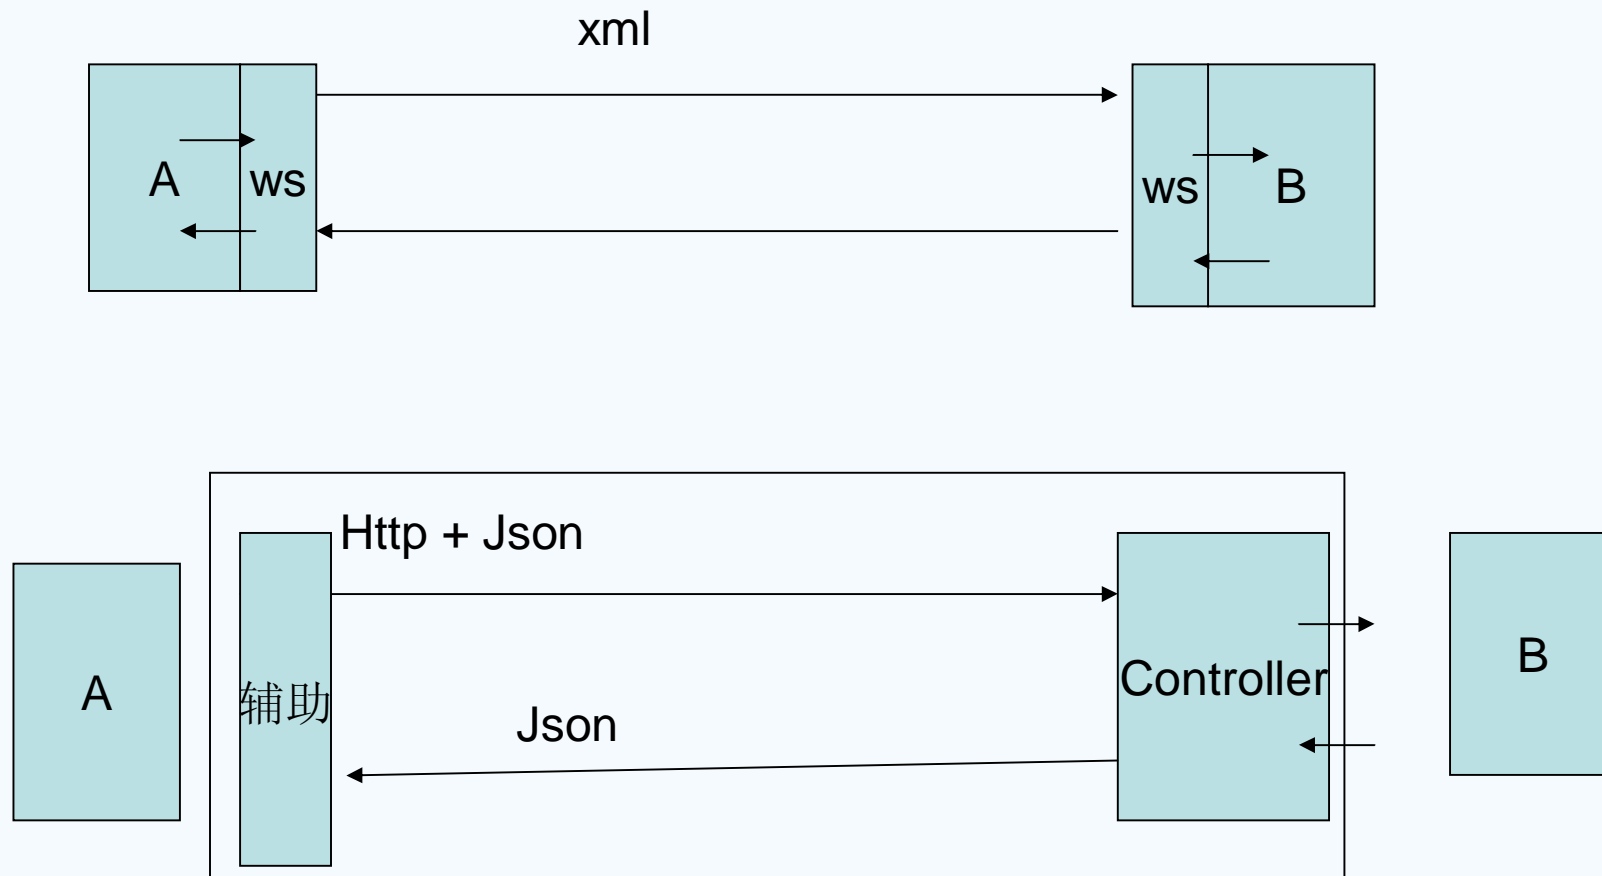 xml
A
ws
ws
B
Http + Json
A
辅助
Json
Controller
B